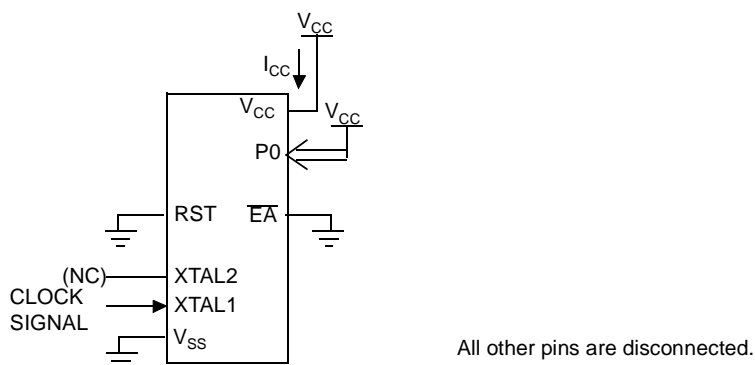 VCC
ICC
VCC
VCC
P0
RST
EA
(NC)
XTAL2
CLOCK
SIGNAL
XTAL1
VSS
All other pins are disconnected.